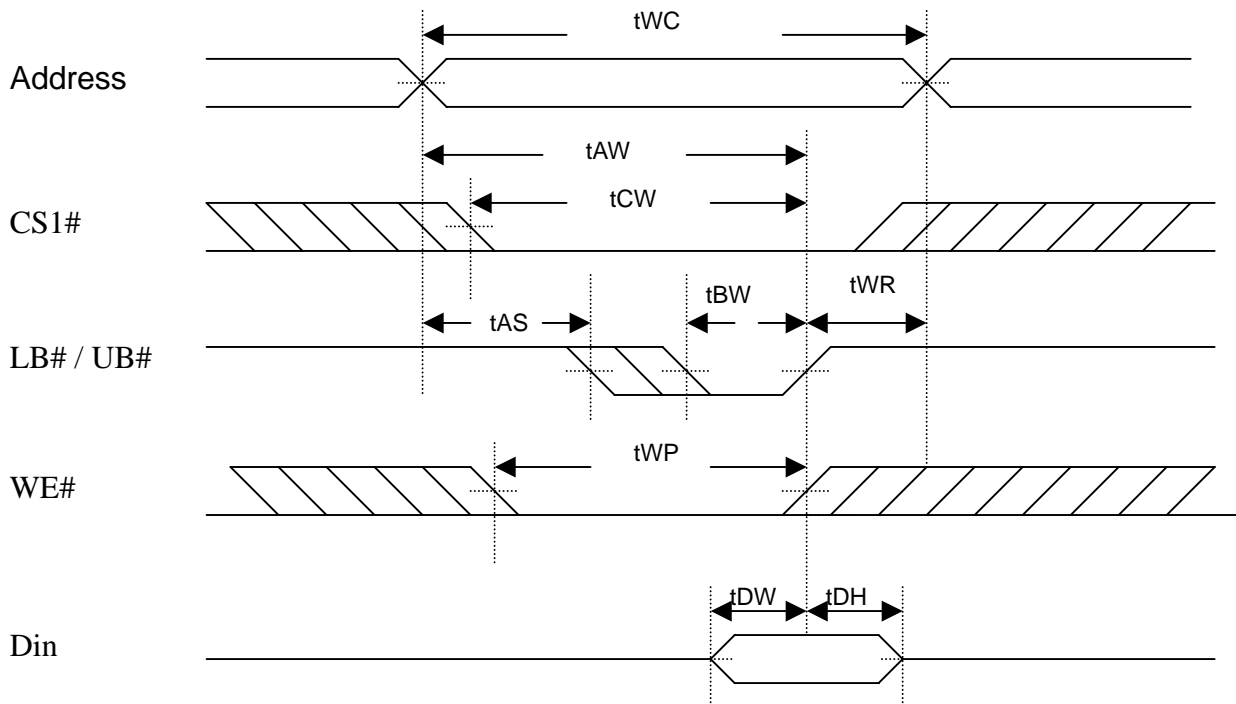 tWC
Address
tAW
tCW
CS1#
tBW
tWR
tAS
LB# / UB#
tWP
WE#
tDW
tDH
Din